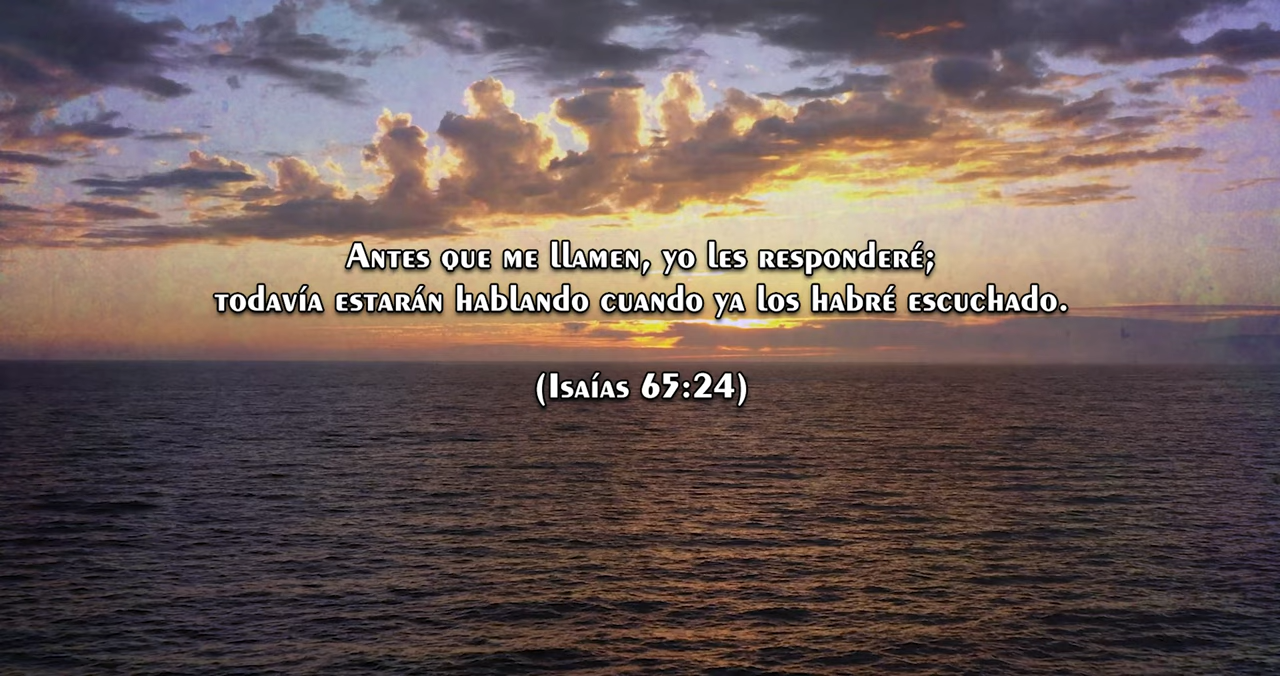 Antes que me llamen, yo les responderé;
todavía estarán hablando cuando ya los habré escuchado.
(Isaías 65:24)